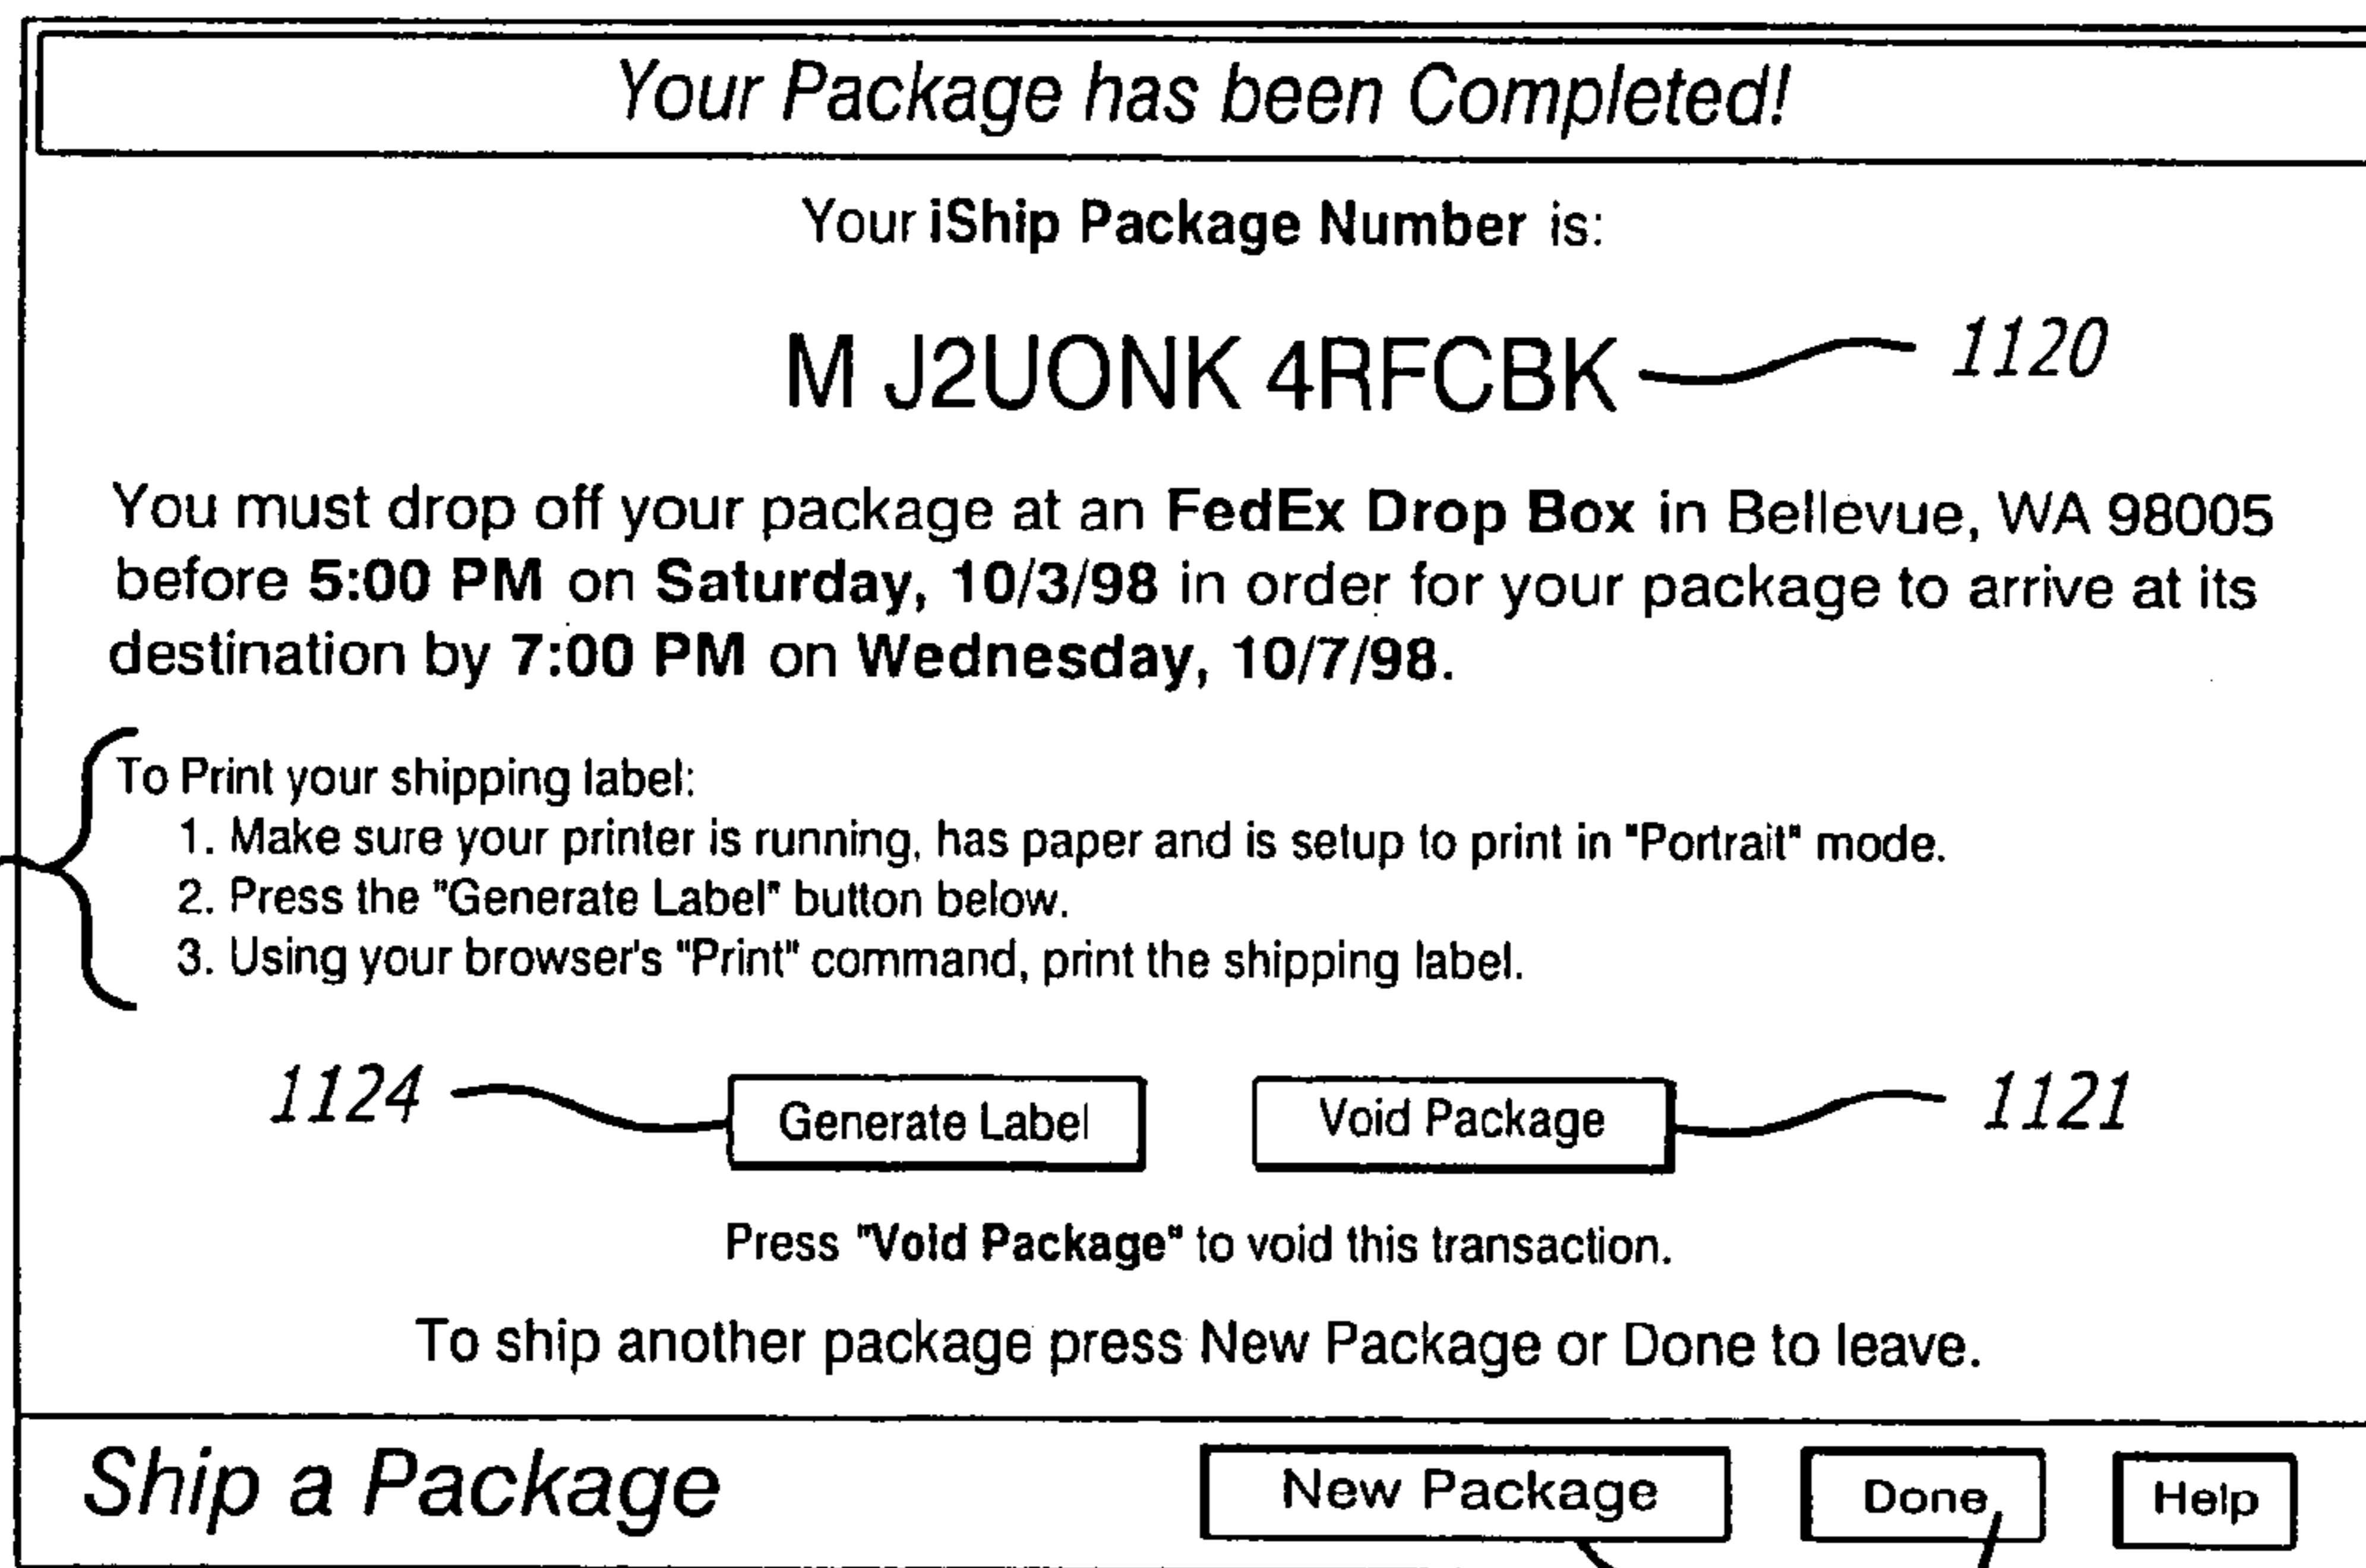 Your Package has been Completed!
Your iShip Package Number is:
M J2UONK 4RFCBK
1120
You must drop off your package at an FedEx Drop Box in Bellevue, WA 98005
before 5:00 PM on Saturday, 10/3/98 in order for your package to arrive at its
destination by 7:00 PM on Wednesday, 10/7/98.
To Print your shipping label:
1. Make sure your printer is running, has paper and is setup to print in "Portrait" mode.
2. Press the "Generate Label" button below.
3. Using your browser's "Print" command, print the shipping label.
1124
Generate Label
Void Package
1121
Press "Void Package" to void this transaction.
To ship another package press New Package or Done to leave.
Ship a Package
New Package
Done
Help